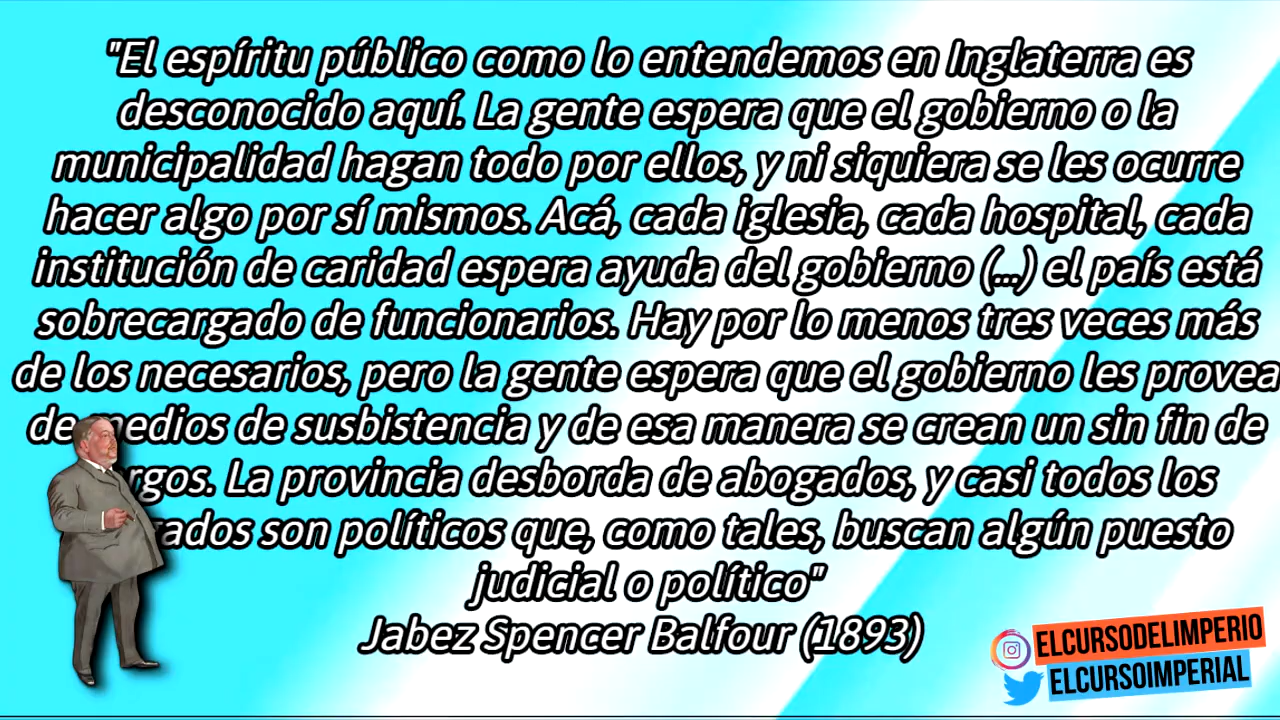 "El espíritu público como lo entendemos en Inglaterra es
desconocido aquí. La gente espera que el gobierno o la
municipalidad hagan todo por ellos, y ni siquiera se les ocurre
hacer algo por sí mismos. Acá, cada iglesia, cada hospital, cada
institución de caridad espera ayuda del gobierno (...) el país está
sobrecargado de funcionarios. Hay por lo menos tres veces más
de los necesarios, pero la gente espera que el gobierno les provea
de medios de susbistencia y de esa manera se crean un sin fin de
rgos. La provincia desborda de abogados, y casi todos los
ados son políticos que, como tales, buscan algún puesto
judicial o político"
Jabez Spencer Balfour (1893)
ELCURSODELIMPERIO
ELCURSOIMPERIAL